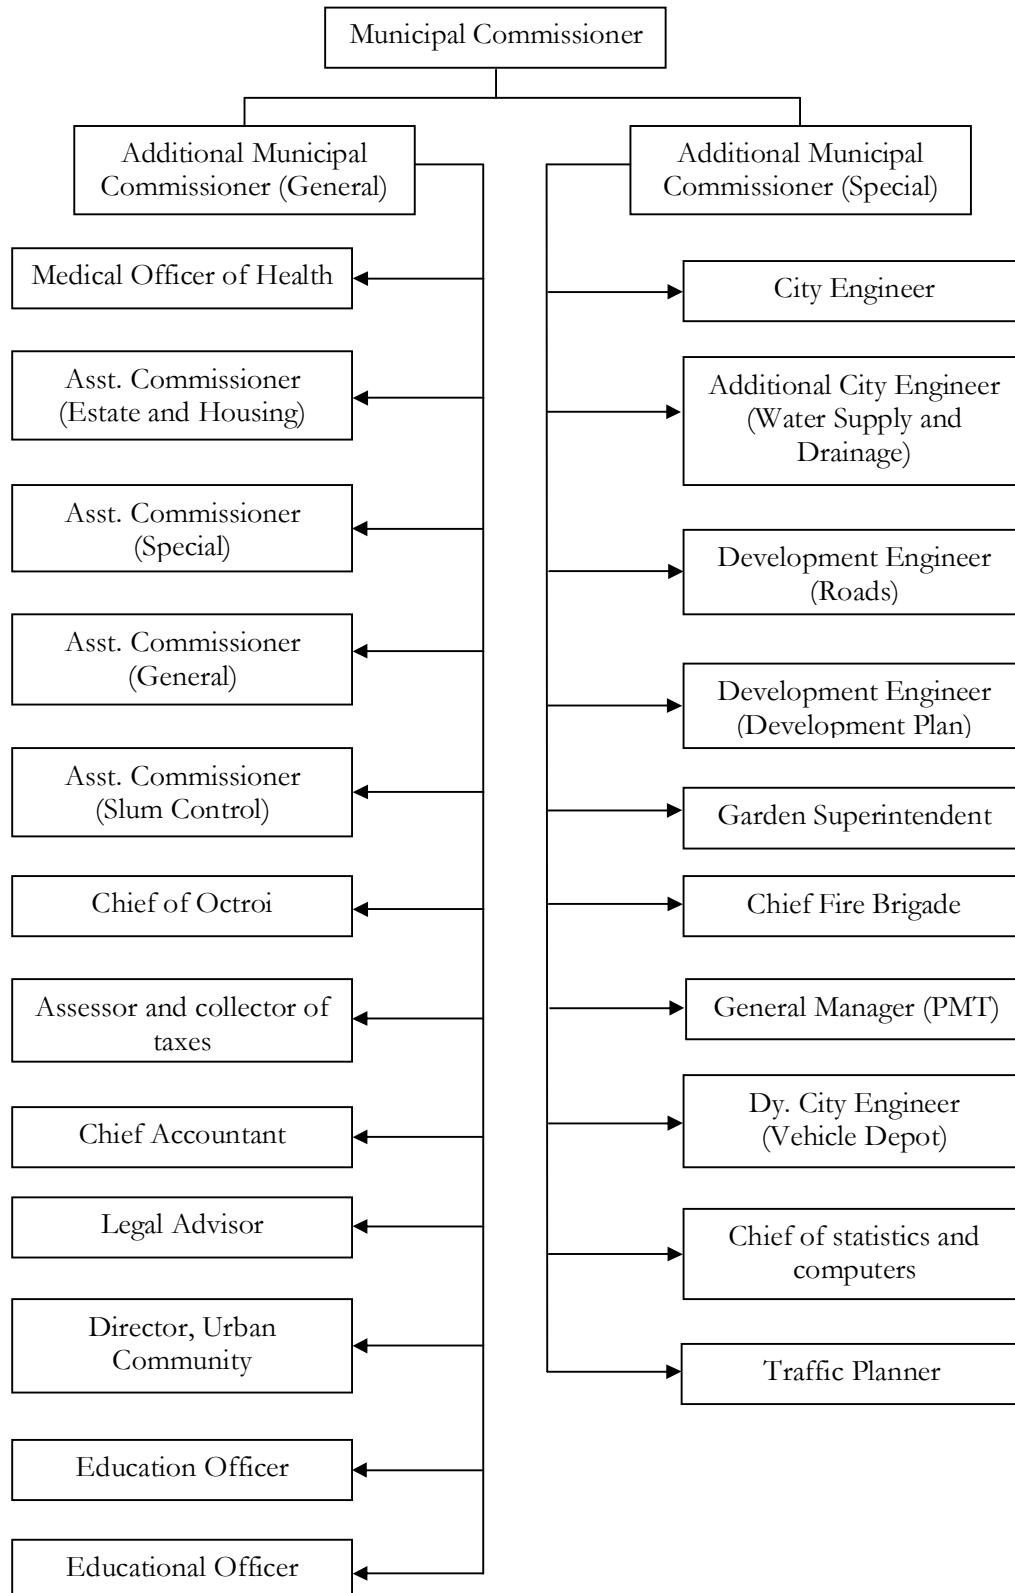 Municipal Commissioner
Additional Municipal
Commissioner (General)
Medical Officer of Health
Asst. Commissioner
(Estate and Housing)
Asst. Commissioner
(Special)
Asst. Commissioner
(General)
Asst. Commissioner
(Slum Control)
Chief of Octroi
Assessor and collector of
taxes
Chief Accountant
Legal Advisor
Director, Urban
Community
Education Officer
Educational Officer
Additional Municipal
Commissioner (Special)
City Engineer
Additional City Engineer
(Water Supply and
Drainage)
Development Engineer
(Roads)
Development Engineer
(Development Plan)
Garden Superintendent
Chief Fire Brigade
General Manager (PMT)
Dy. City Engineer
(Vehicle Depot)
Chief of statistics and
computers
Traffic Planner